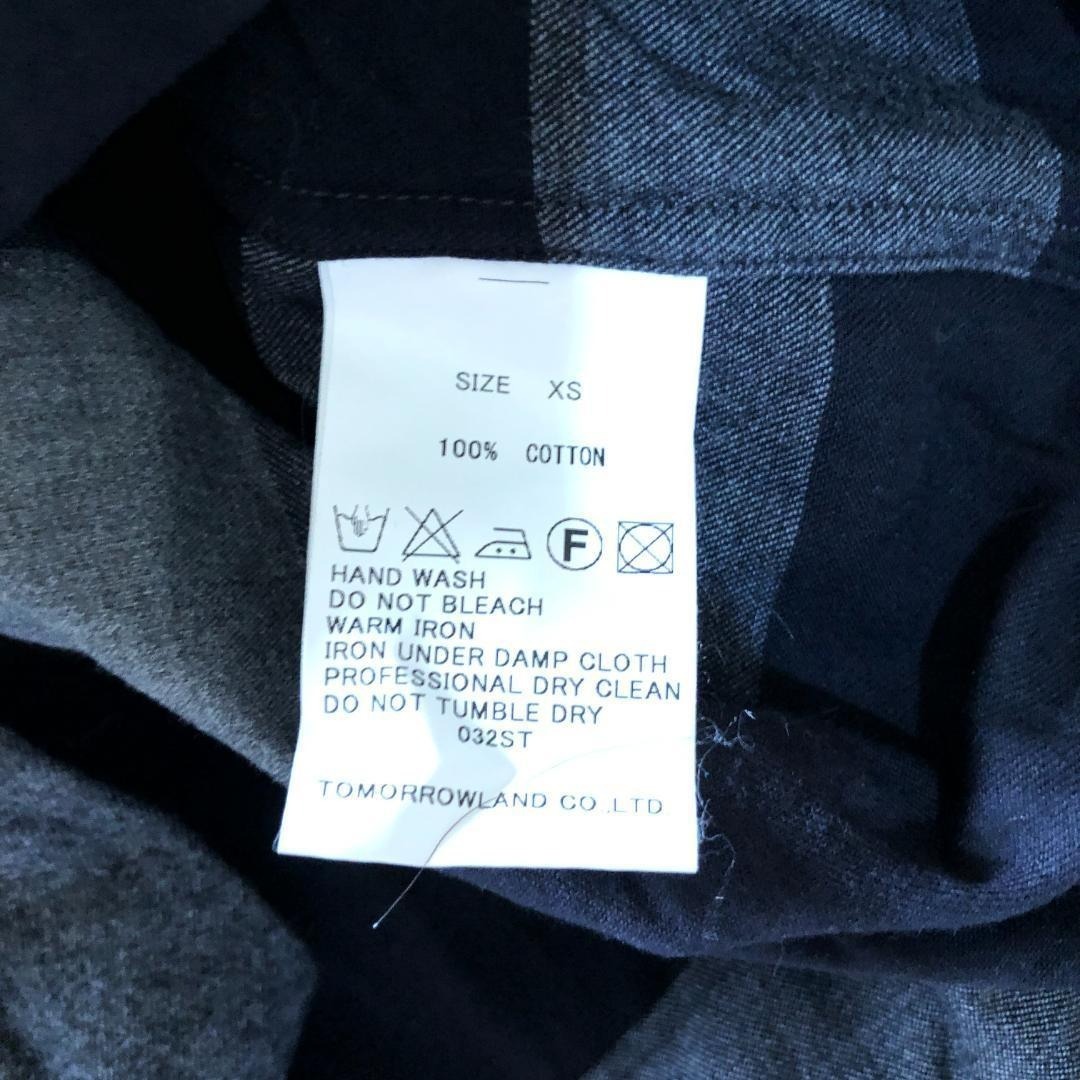 SIZE XS
100% COTTON
F
HAND WASH
DO NOT BLEACH
WARM IRON
IRON UNDER DAMP CLOTH
PROFESSIONAL DRY CLEAN
DO NOT TUMBLE DRY
032ST
TOMORROWLAND CO.,LTD